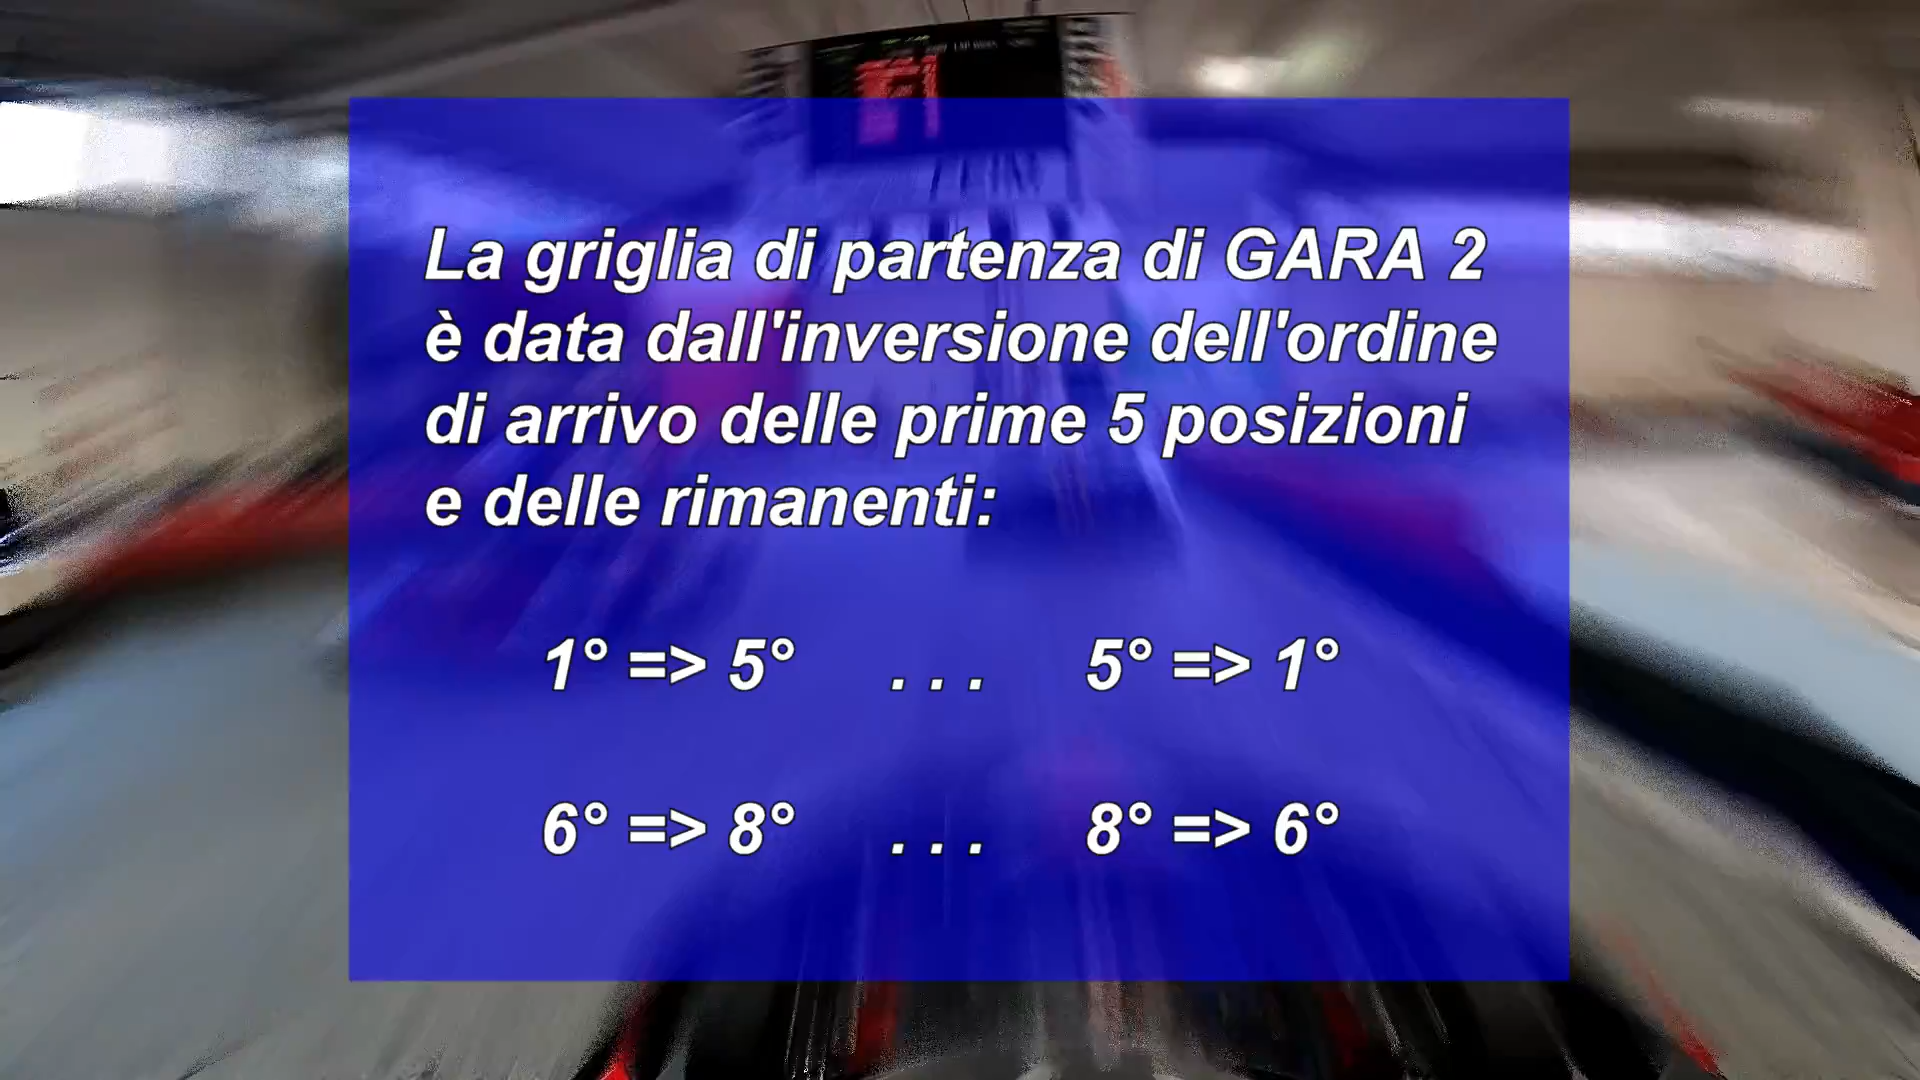 La griglia di partenza di GARA 2
è data dall'inversione dell'ordine
di arrivo delle prime 5 posizioni
e delle rimanenti:
1° => 5° . . . 5° => 1°
6° => 8° . . . 8° => 6°